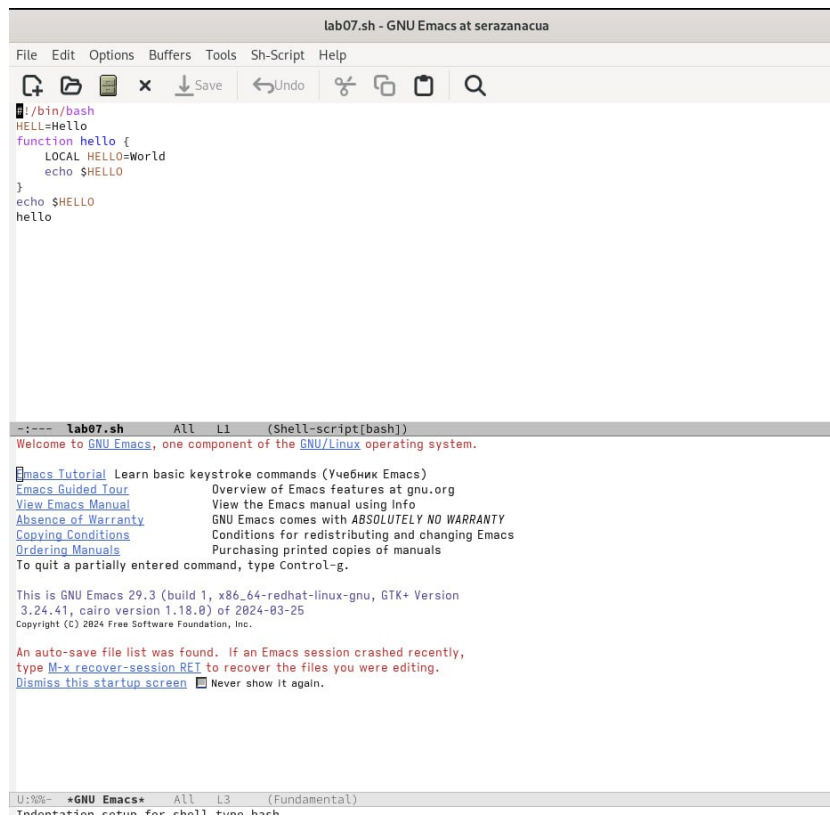 lab07.sh - GNU Emacs at serazanacua
File Edit Options Buffers Tools Sh-Script Help
Save Undo
#!/bin/bash
HELL=Hello
function hello {
    LOCAL HELLO=World
    echo $HELLO
}
echo $HELLO
hello
-:--- lab07.sh All L1 (Shell-script[bash])
Welcome to GNU Emacs, one component of the GNU/Linux operating system.
Emacs Tutorial Learn basic keystroke commands (Учебник Emacs)
Emacs Guided Tour Overview of Emacs features at gnu.org
View Emacs Manual View the Emacs manual using Info
Absence of Warranty GNU Emacs comes with ABSOLUTELY NO WARRANTY
Copying Conditions Conditions for redistributing and changing Emacs
Ordering Manuals Purchasing printed copies of manuals
To quit a partially entered command, type Control-g.
This is GNU Emacs 29.3 (build 1, x86_64-redhat-linux-gnu, GTK+ Version
3.24.41, cairo version 1.18.0) of 2024-03-25
Copyright (C) 2024 Free Software Foundation, Inc.
An auto-save file list was found. If an Emacs session crashed recently,
type M-x recover-session RET to recover the files you were editing.
Dismiss this startup screen Never show it again.
U:%%- *GNU Emacs* All L3 (Fundamental)
Indentation setup for shell type bash